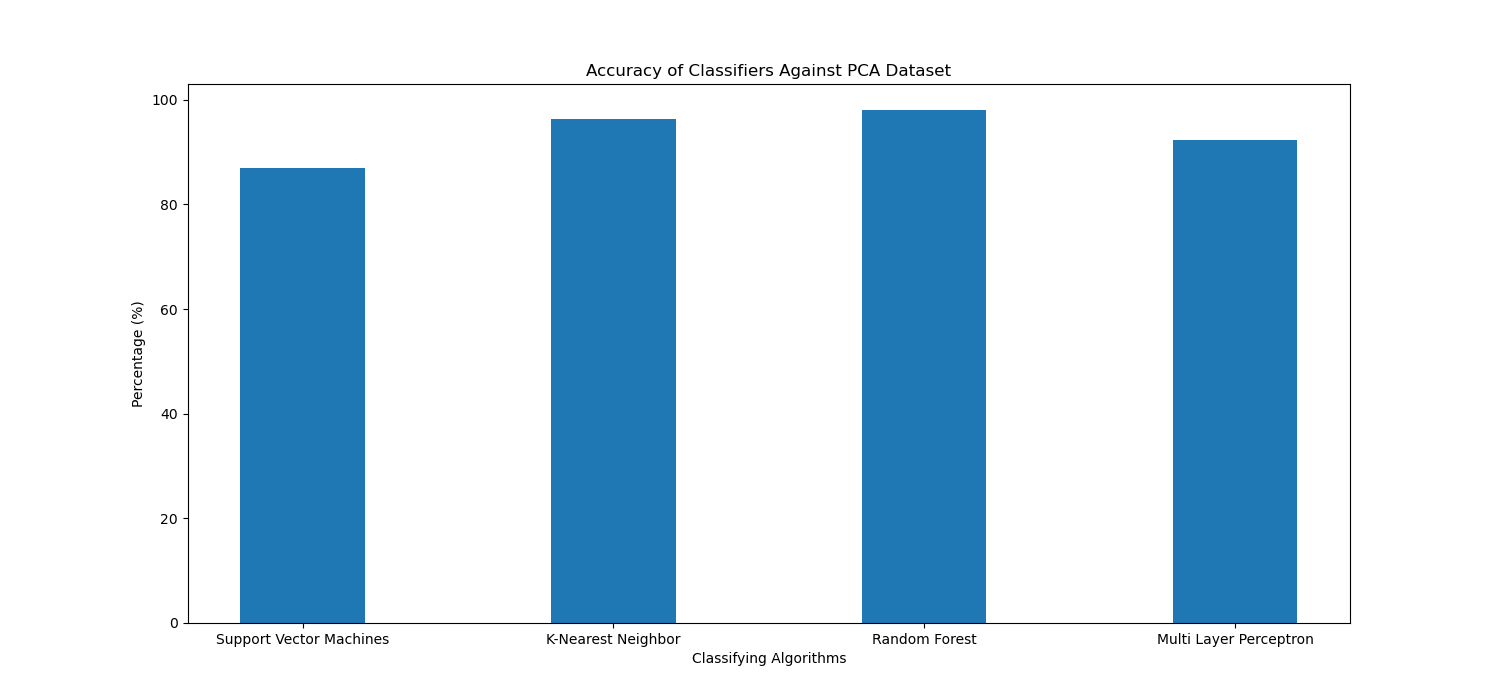 Accuracy of Classifiers Against PCA Dataset
100
80
60
40
20
0
Percentage (%)
Support Vector Machines
K-Nearest Neighbor
Random Forest
Multi Layer Perceptron
Classifying Algorithms